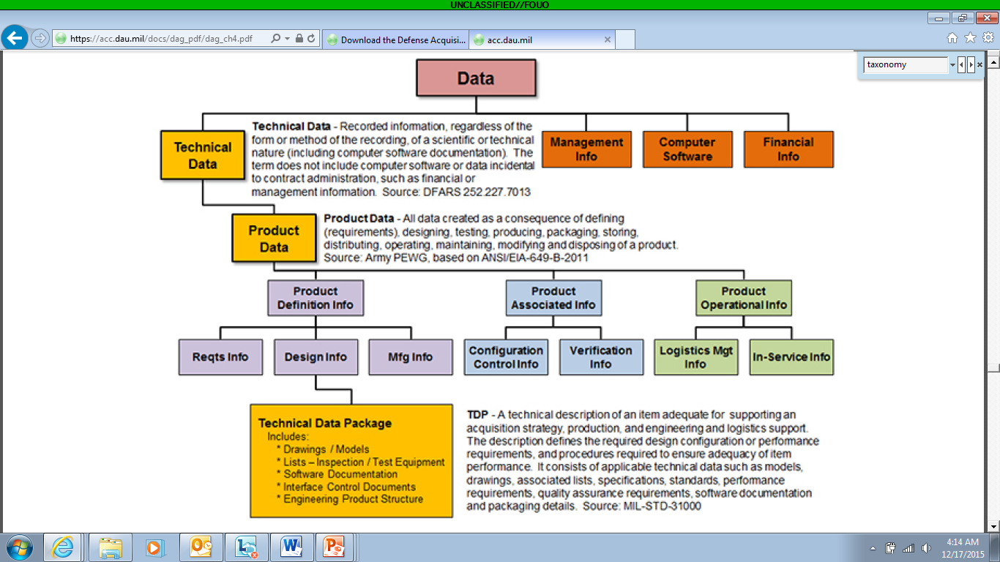 UNCLASSIFIED//FOUO
https://acc.dau.mil/docs/dag_pdf/dag_ch4.pdf
Download the Defense Acquisi...
acc.dau.mil
taxonomy
Data
Technical Data - Recorded information, regardless of the
form or method of the recording, of a scientific or technical
nature (including computer software documentation). The
term does not include computer software or data incidental
to contract administration, such as financial or
management information. Source: DFARS 252.227.7013
Technical
Data
Management
Info
Computer
Software
Financial
Info
Product Data - All data created as a consequence of defining
(requirements), designing, testing, producing, packaging, storing,
distributing, operating, maintaining, modifying and disposing of a product.
Source: Army PEWG, based on ANSI/EIA-649-B-2011
Product
Data
Product
Definition Info
Product
Associated Info
Product
Operational Info
Reqts Info
Design Info
Mfg Info
Configuration
Control Info
Verification
Info
Logistics Mgt
Info
In-Service Info
Technical Data Package
Includes:
* Drawings / Models
* Lists – Inspection / Test Equipment
* Software Documentation
* Interface Control Documents
* Engineering Product Structure
TDP - A technical description of an item adequate for supporting an
acquisition strategy, production, and engineering and logistics support.
The description defines the required design configuration or performance
requirements, and procedures required to ensure adequacy of item
performance. It consists of applicable technical data such as models,
drawings, associated lists, specifications, standards, performance
requirements, quality assurance requirements, software documentation
and packaging details. Source: MIL-STD-31000
4:14 AM
12/17/2015